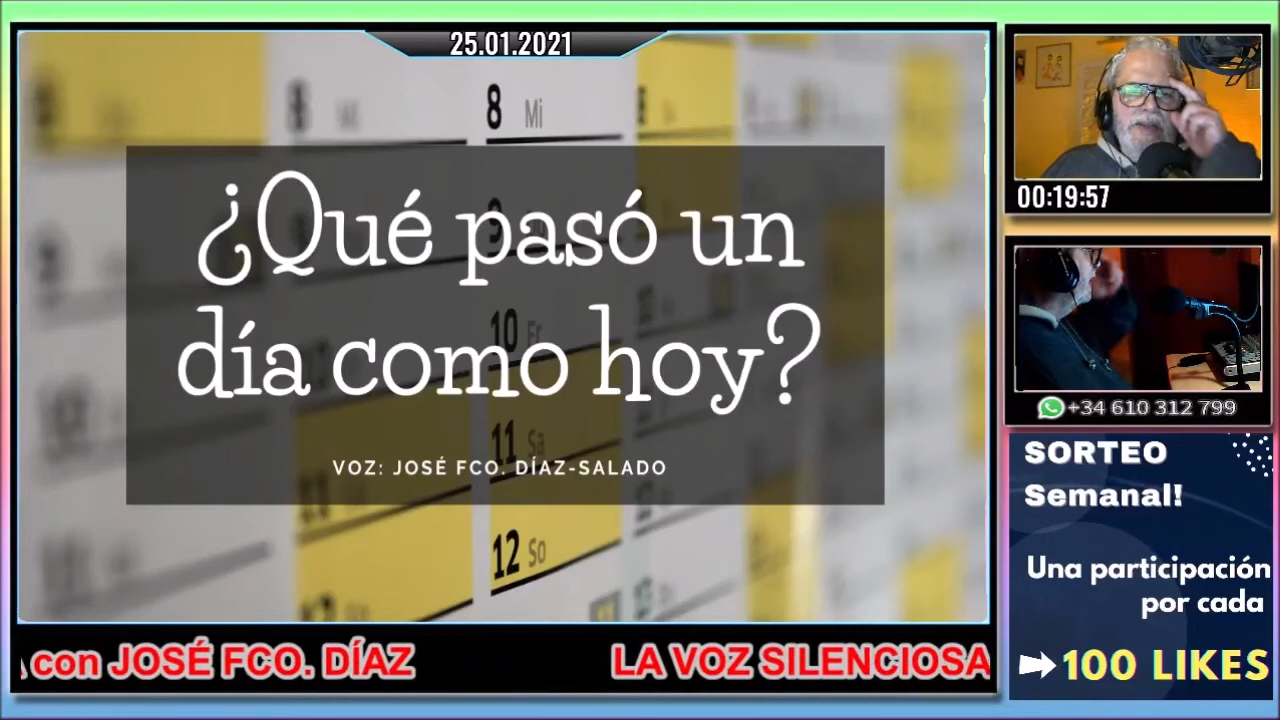 25.01.2021
8 Mi
¿Qué pasó un
día como hoy?
VOZ: JOSÉ FCO. DÍAZ-SALADO
10 Fr
11 Sa
12 So
con JOSÉ FCO. DÍAZ
LA VOZ SILENCIOSA
00:19:57
+34 610 312 799
SORTEO
Semanal!
Una participación
por cada
100 LIKES